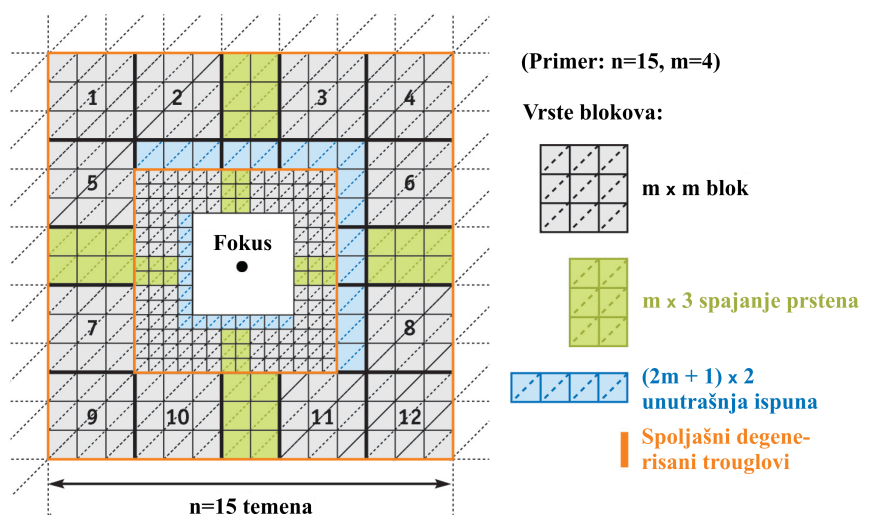 (Primer: n=15, m=4)
Vrste blokova:
1 2 3 4
5 6
Fokus
7 8
9 10 11 12
n=15 temena
m x m blok
m x 3 spajanje prstena
(2m + 1) x 2
unutrašnja ispuna
Spoljašni degene-
risani trouglovi